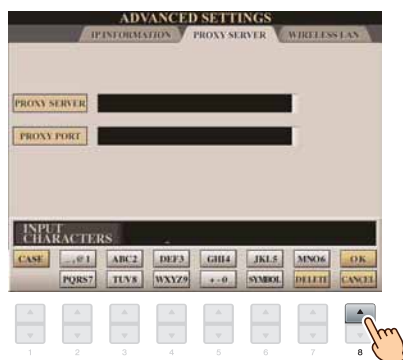 ADVANCED SETTINGS
IP INFORMATION PROXY SERVER WIRELESS LAN
PROXY SERVER
PROXY PORT
INPUT
CHARACTERS
CASE _.,@1 ABC2 DEF3 GHI4 JKL5 MNO6 OK
PQRS7 TUV8 WXYZ9 +-0 SYMBOL DELETE CANCEL
1 2 3 4 5 6 7 8